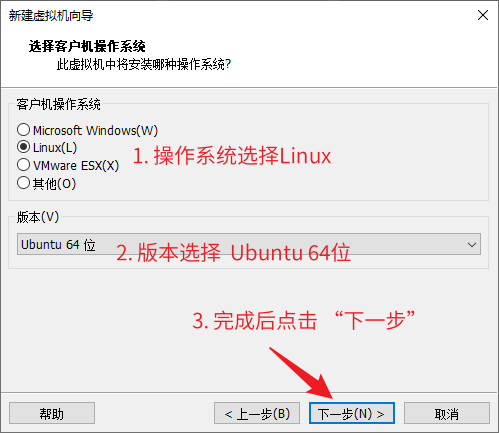 新建虚拟机向导
选择客户机操作系统
此虚拟机中将安装哪种操作系统?
客户机操作系统
Microsoft Windows(W)
Linux(L)
VMware ESX(X)
其他(O)
1. 操作系统选择Linux
版本(V)
Ubuntu 64 位
2. 版本选择 Ubuntu 64位
3. 完成后点击 “下一步”
帮助
< 上一步(B)
下一步(N) >
取消